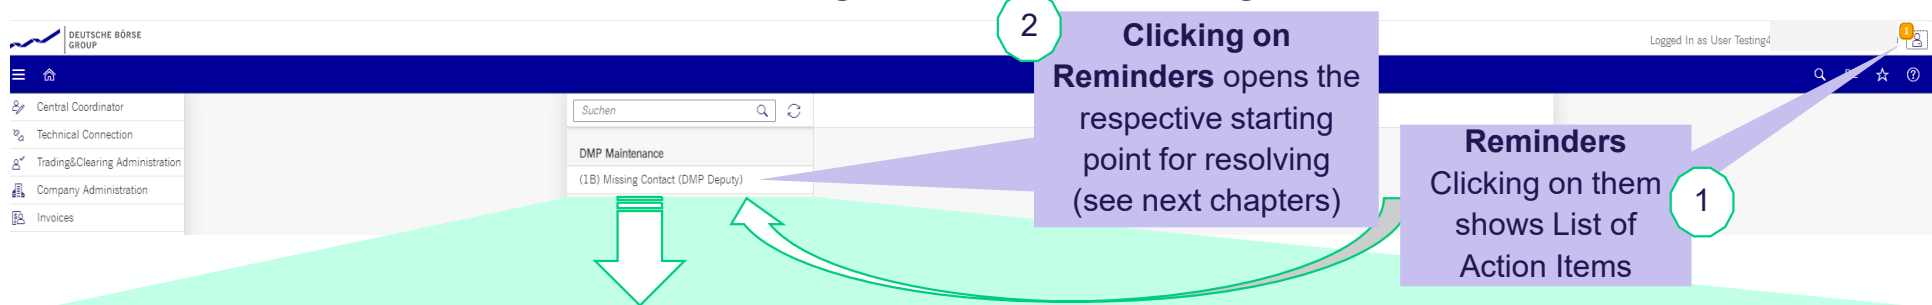 DEUTSCHE BÖRSE
GROUP
Logged In as User Testing4
1
Central Coordinator
Technical Connection
Trading&Clearing Administration
Company Administration
Invoices
Suchen
DMP Maintenance
(1B) Missing Contact (DMP Deputy)
2
Clicking on
Reminders opens the
respective starting
point for resolving
(see next chapters)
Reminders
Clicking on them
shows List of
Action Items
1